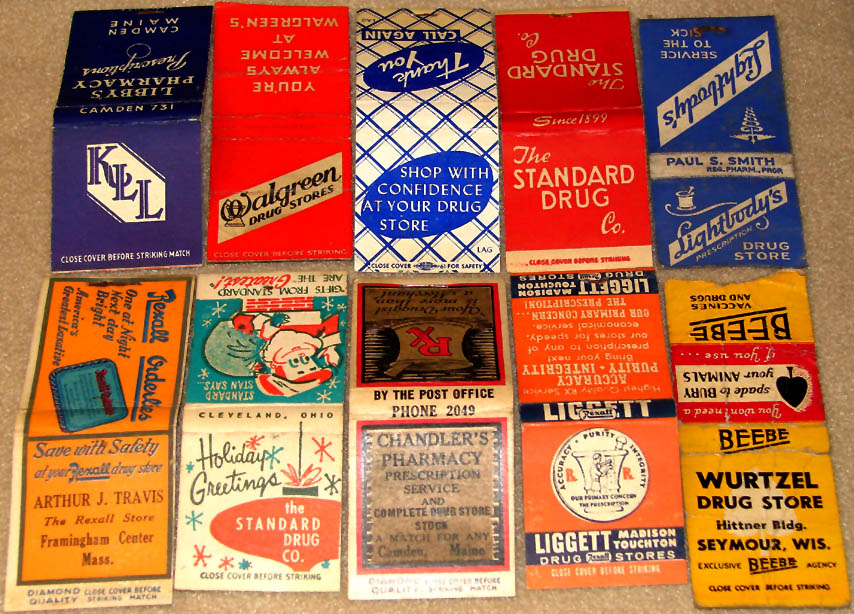 CAMDEN
MAINE
Prescriptions
LIBBY'S
PHARMACY
CAMDEN 731
KLL
CLOSE COVER BEFORE STRIKING MATCH
YOU'RE
ALWAYS
WELCOME
AT
WALGREEN'S
Walgreen
DRUG STORES
CLOSE COVER BEFORE STRIKING
LAG
Thank
You
CALL AGAIN
SHOP WITH
CONFIDENCE
AT YOUR DRUG
STORE
LAG
CLOSE COVER FOR SAFETY
The
STANDARD
DRUG
Co.
Since 1899
The
STANDARD
DRUG
Co.
CLOSE COVER BEFORE STRIKING
Lightbody's
SERVICE
TO THE
SICK
PAUL S. SMITH
REG. PHARM., PROR
Lightbody's
PRESCRIPTION
DRUG
STORE
Rexall Orderlies
One at Night
Next day
Bright
America's
Greatest Laxative
Save with Safety
at your Rexall drug store
ARTHUR J. TRAVIS
The Rexall Store
Framingham Center
Mass.
DIAMOND QUALITY
CLOSE COVER BEFORE
STRIKING MATCH
STANDARD
STAN SAYS...
"GIFTS FROM STANDARD
ARE THE Greatest!"
CLEVELAND, OHIO
Holiday
Greetings
the
STANDARD
DRUG
CO.
CLOSE COVER BEFORE STRIKING
Your Druggist
is more than
a Merchant
Rx
BY THE POST OFFICE
PHONE 2049
CHANDLER'S
PHARMACY
PRESCRIPTION
SERVICE
AND
COMPLETE DRUG STORE
STOCK
A MATCH FOR ANY
Camden, Maine
DIAMOND QUALITY
CLOSE COVER BEFORE
STRIKING MATCH
Highest Quality RX Service
ACCURACY
PURITY · INTEGRITY
Bring your next
prescription to any of
our stores for speedy,
economical service.
OUR PRIMARY CONCERN...
THE PRESCRIPTION!
LIGGETT
MADISON
TOUHTON
DRUG STORES
LIGGETT
Rexall
ACCURACY · PURITY · INTEGRITY
OUR PRIMARY CONCERN
THE PRESCRIPTION
LIGGETT MADISON
TOUHTON
DRUG Rexall STORES
CLOSE COVER BEFORE STRIKING
You won't need a
spade to BURY
your ANIMALS
if you use...
BEEBE
VACCINES
AND DRUGS
BEEBE
WURTZEL
DRUG STORE
Hittner Bldg.
SEYMOUR, WIS.
EXCLUSIVE BEEBE AGENCY
CLOSE COVER BEFORE STRIKING